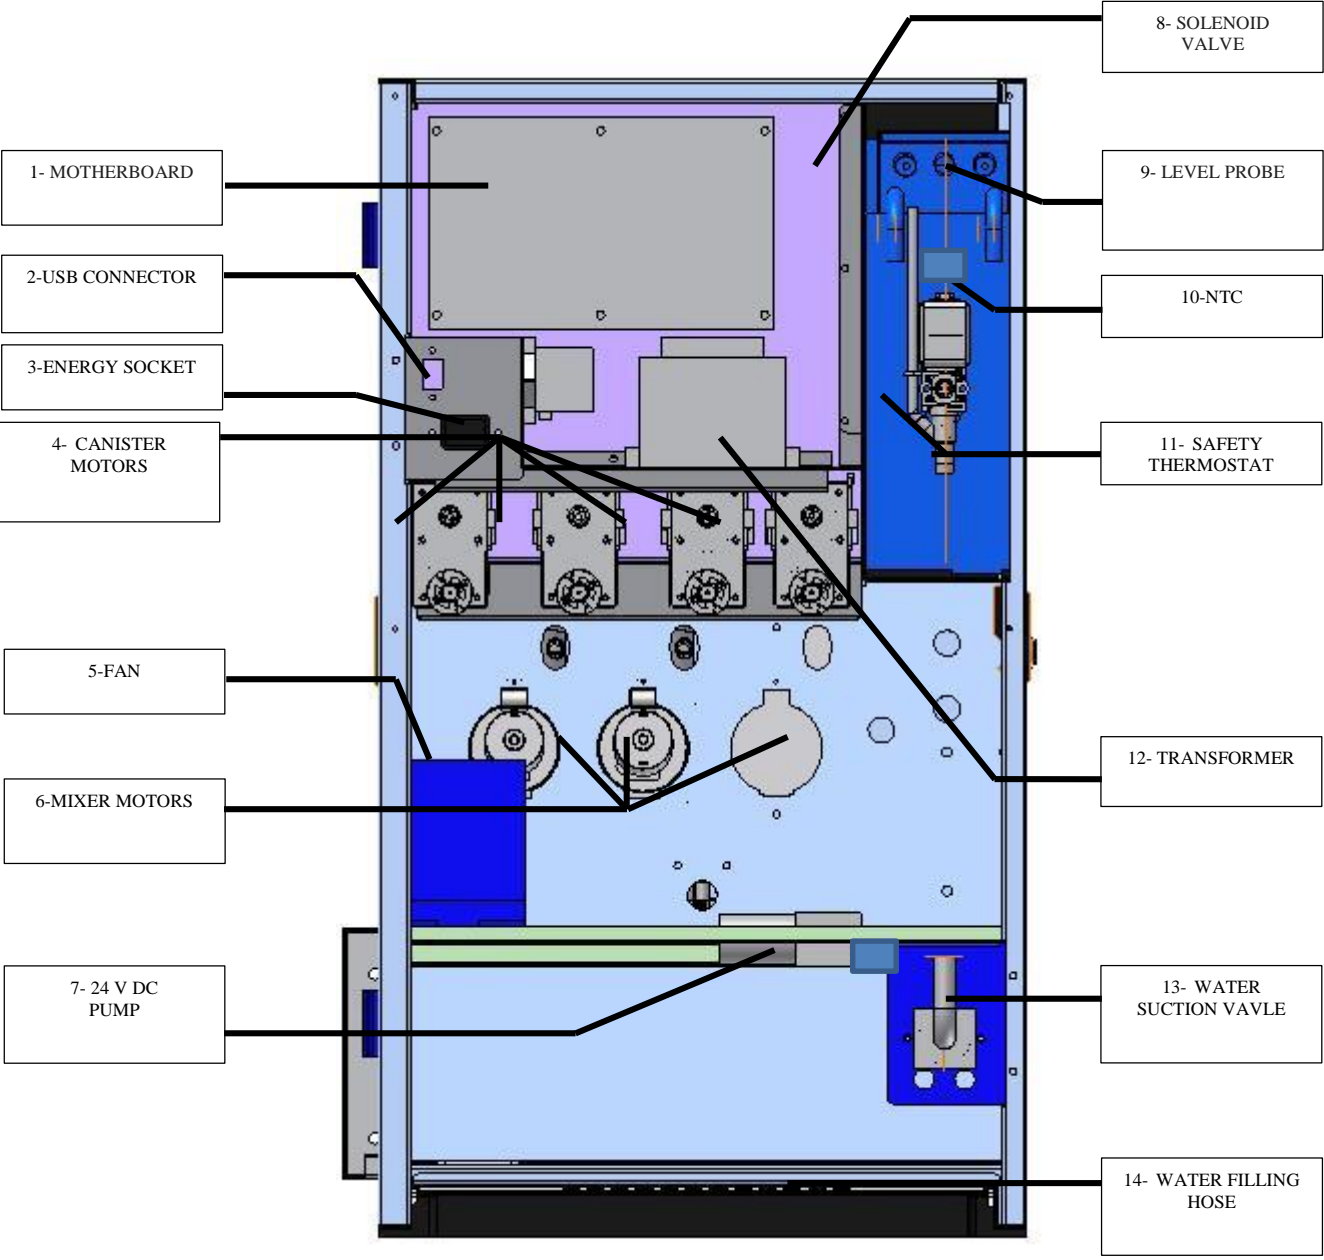 1- MOTHERBOARD
2-USB CONNECTOR
3-ENERGY SOCKET
4- CANISTER
MOTORS
5-FAN
6-MIXER MOTORS
7- 24 V DC
PUMP
8- SOLENOID
VALVE
9- LEVEL PROBE
10-NTC
11- SAFETY
THERMOSTAT
12- TRANSFORMER
13- WATER
SUCTION VAVLE
14- WATER FILLING
HOSE